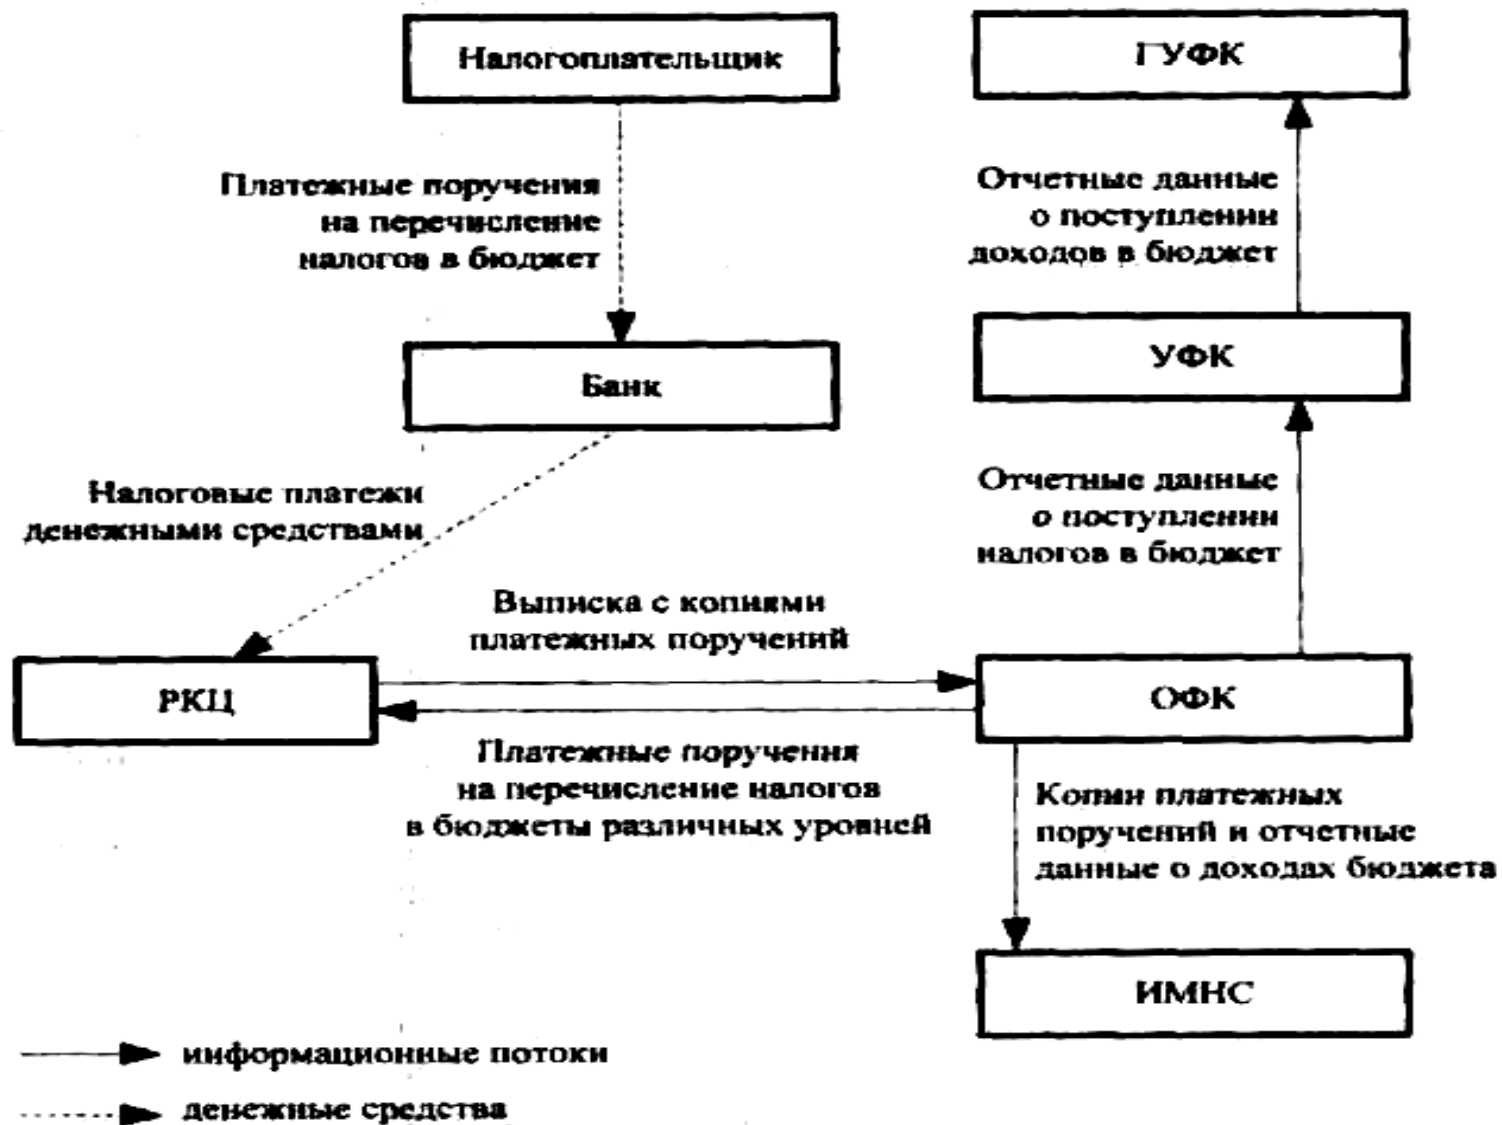 Налогоплательщик
ГУФК
Платежные поручения
на перечисление
налогов в бюджет
Отчетные данные
о поступлении
доходов в бюджет
Банк
УФК
Налоговые платежи
денежными средствами
Отчетные данные
о поступлении
налогов в бюджет
Выписка с копиями
платежных поручений
РКЦ
ОФК
Платежные поручения
на перечисление налогов
в бюджеты различных уровней
Копии платежных
поручений и отчетные
данные о доходах бюджета
ИМНС
информационные потоки
денежные средства